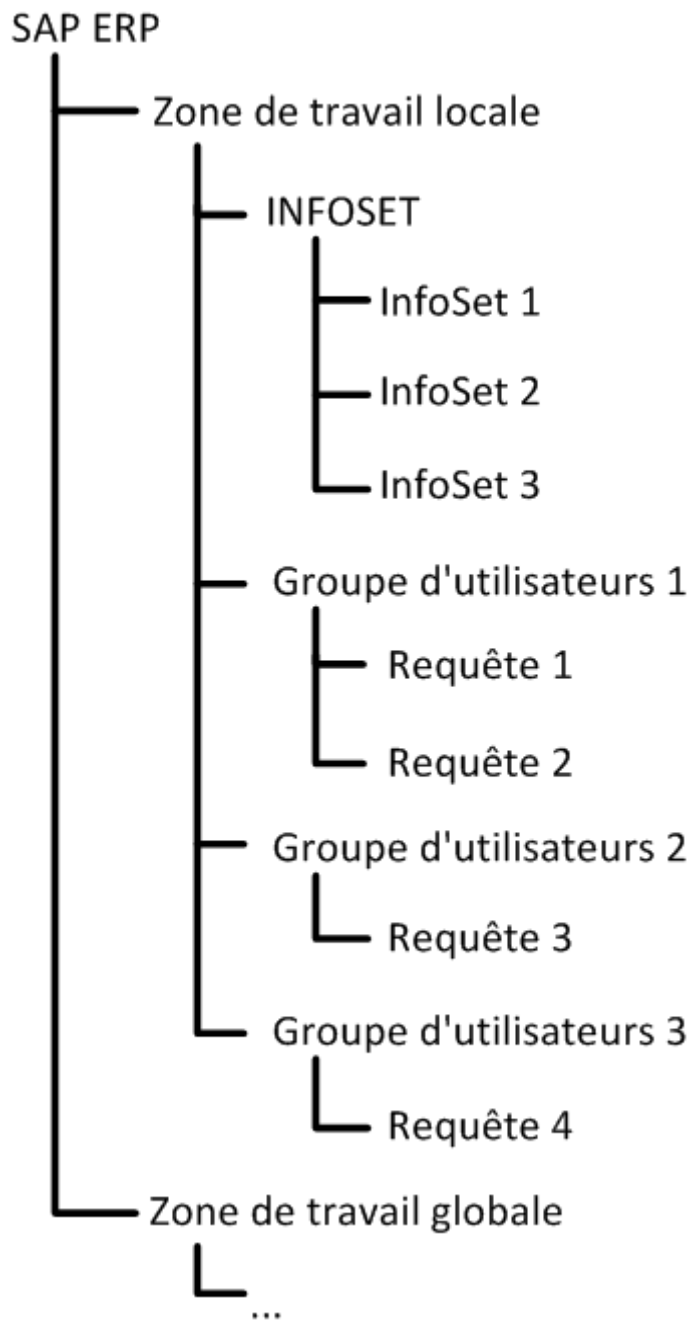 SAP ERP
Zone de travail locale
INFOSET
InfoSet 1
InfoSet 2
InfoSet 3
Groupe d'utilisateurs 1
Requête 1
Requête 2
Groupe d'utilisateurs 2
Requête 3
Groupe d'utilisateurs 3
Requête 4
Zone de travail globale
...